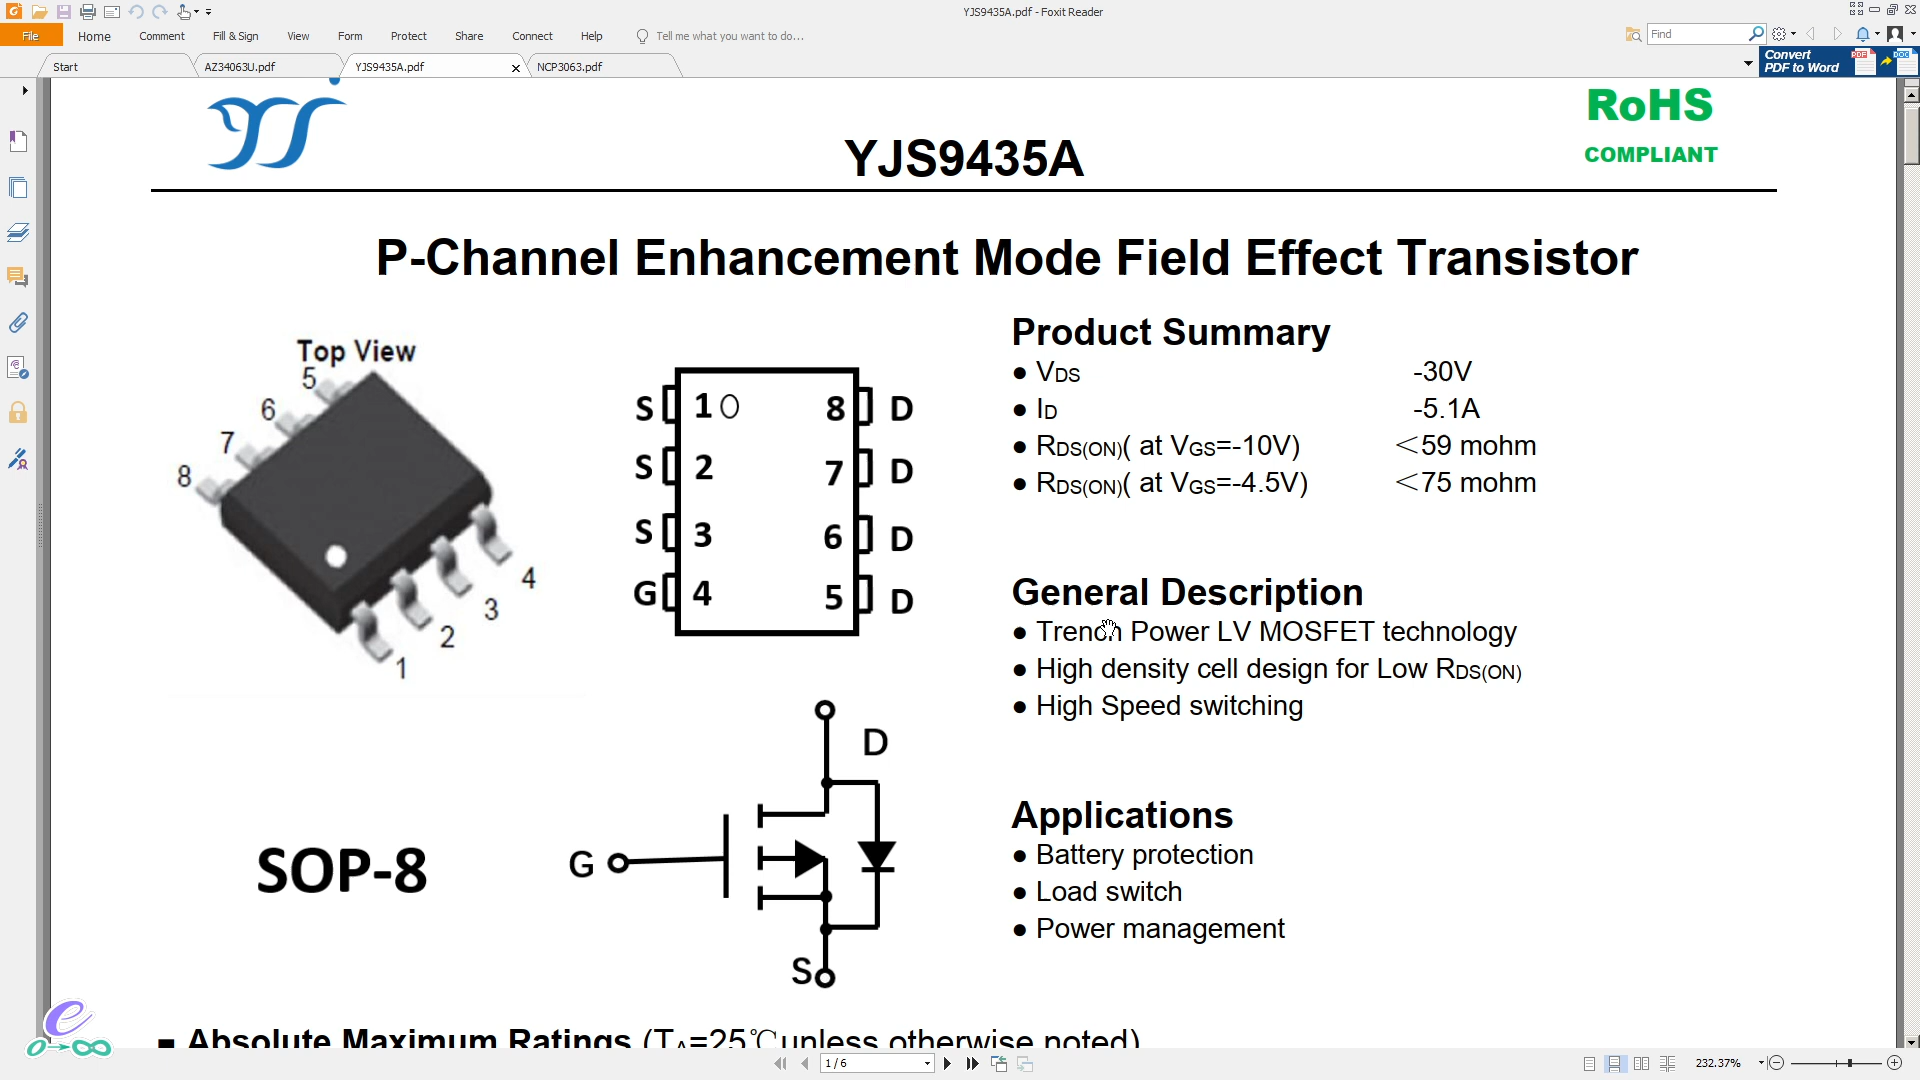 YJS9435A.pdf - Foxit Reader
File Home Comment Fill & Sign View Form Protect Share Connect Help Tell me what you want to do... Find
Start AZ34063U.pdf YJS9435A.pdf NCP3063.pdf
Convert
PDF to Word
PDF DOC
RoHS
COMPLIANT
YJS9435A
P-Channel Enhancement Mode Field Effect Transistor
Top View
5
6
7
8
4
3
2
1
S 1 8 D
S 2 7 D
S 3 6 D
G 4 5 D
SOP-8
D
G
S
Product Summary
● VDS -30V
● ID -5.1A
● RDS(ON)( at VGS=-10V) <59 mohm
● RDS(ON)( at VGS=-4.5V) <75 mohm
General Description
● Trench Power LV MOSFET technology
● High density cell design for Low RDS(ON)
● High Speed switching
Applications
● Battery protection
● Load switch
● Power management
■ Absolute Maximum Ratings (TA=25℃unless otherwise noted)
1 / 6
232.37%